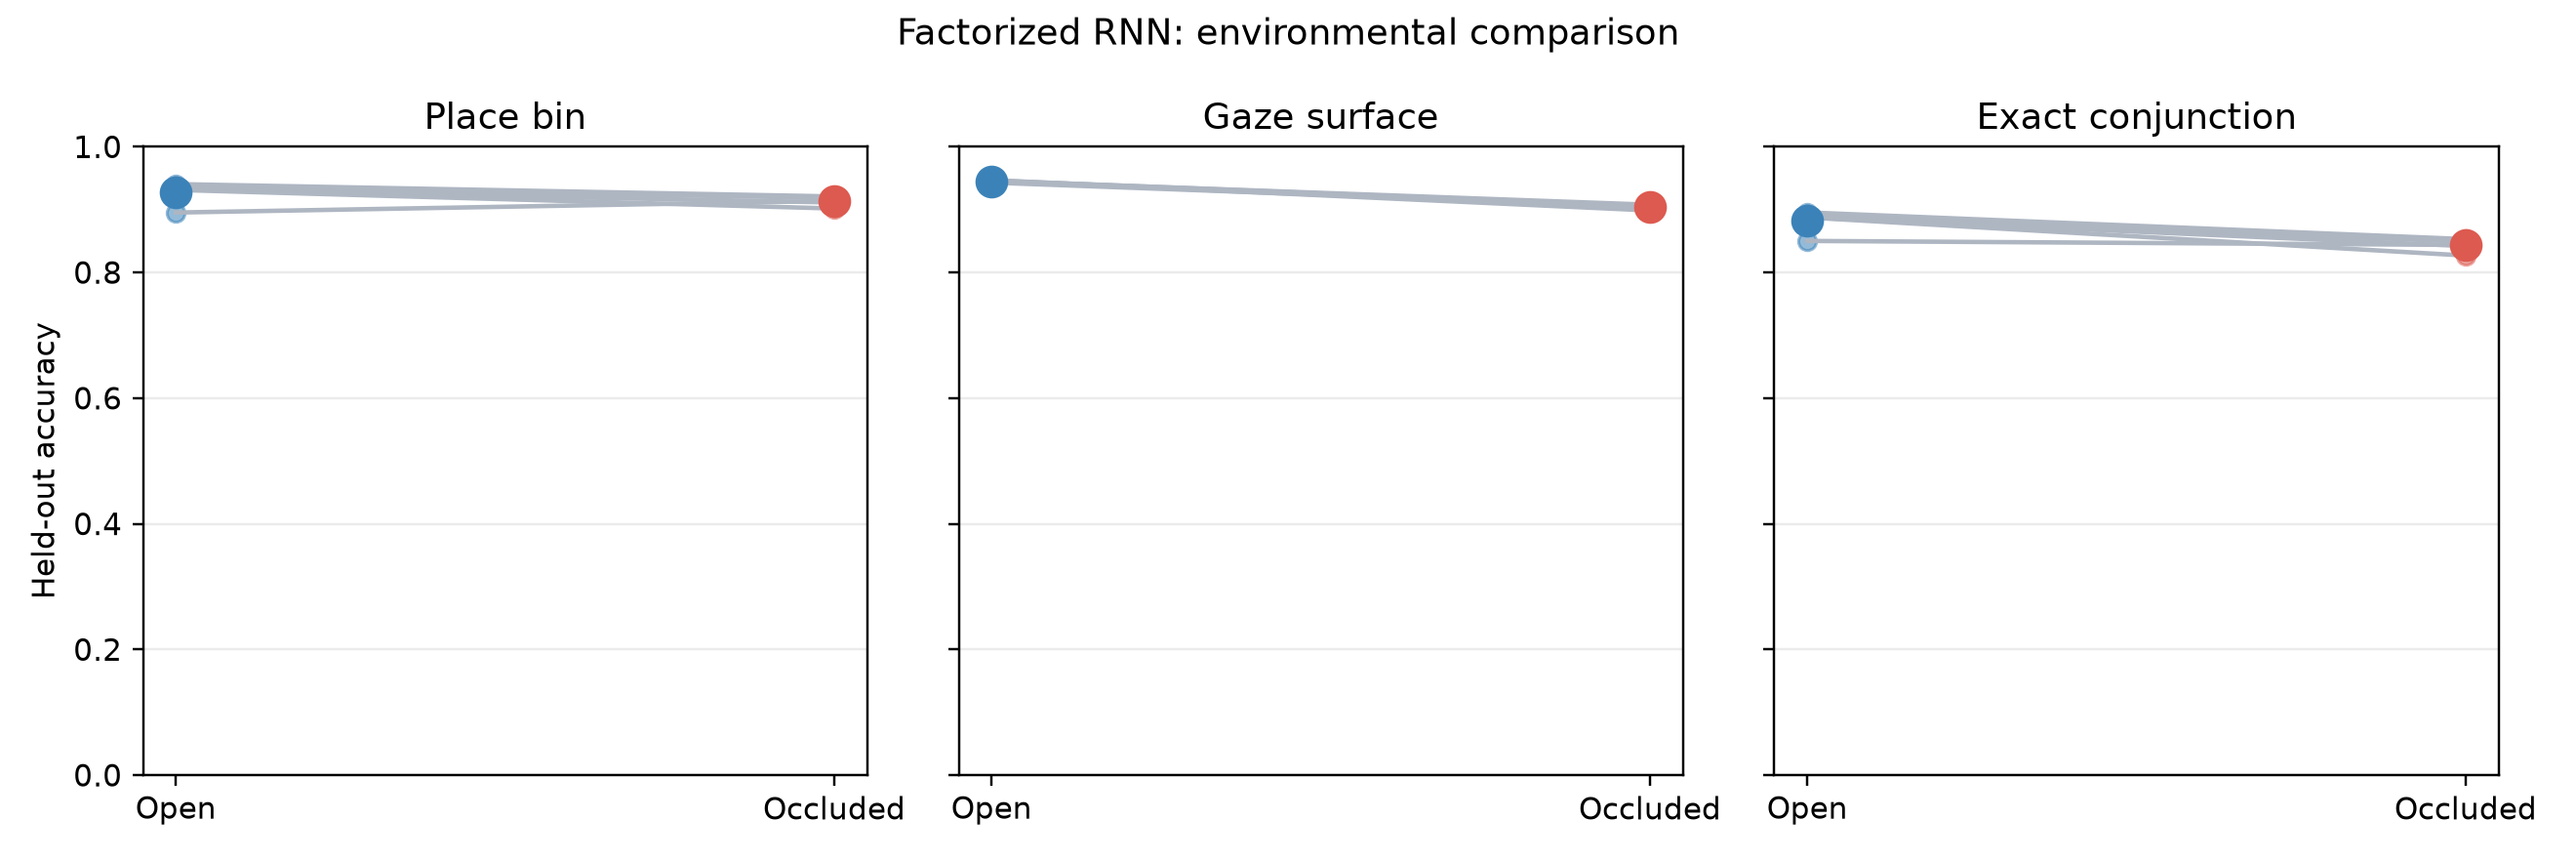 Factorized RNN: environmental comparison
Place bin
Gaze surface
Exact conjunction
Held-out accuracy
1.0
0.8
0.6
0.4
0.2
0.0
Open
Occluded
Open
Occluded
Open
Occluded